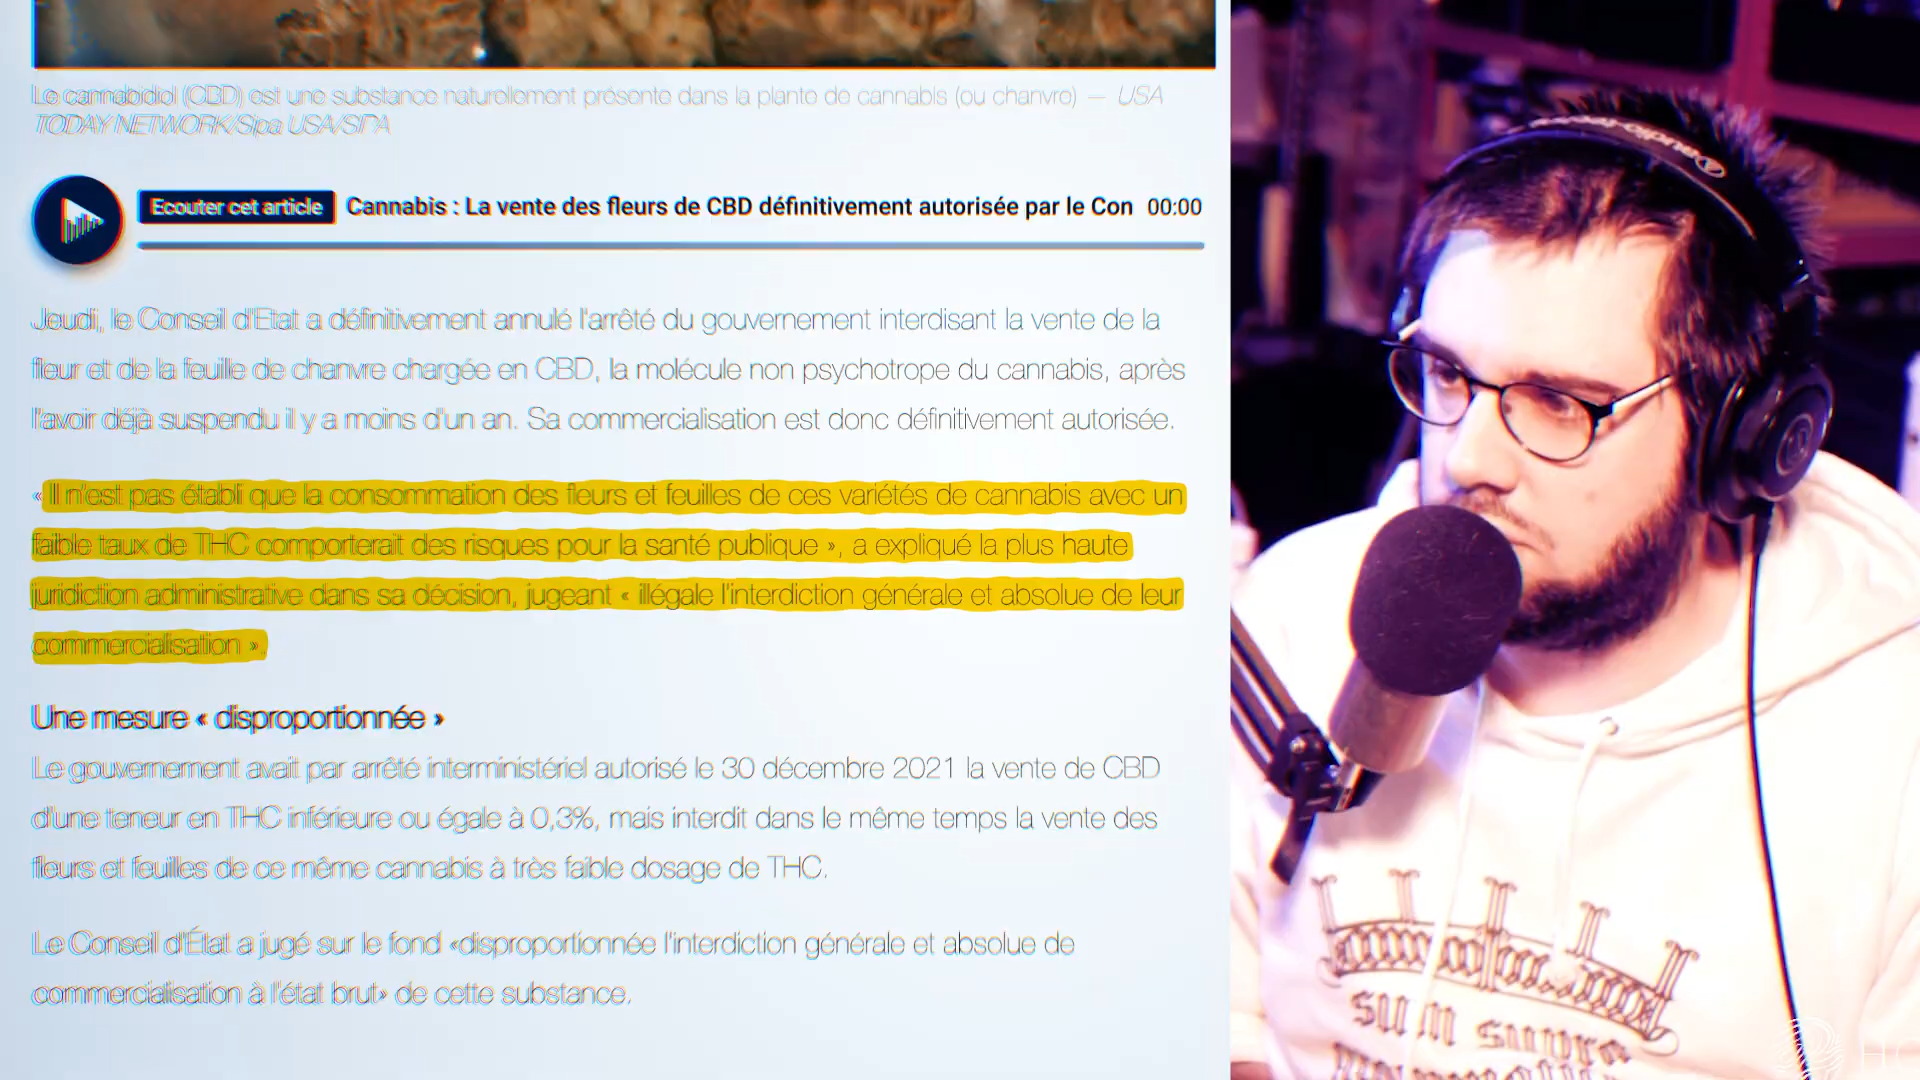 Le cannabidiol (CBD) est une substance naturellement présente dans la plante de cannabis (ou chanvre) — USA
TODAY NETWORK/Sipa USA/SIPA
Ecouter cet article Cannabis : La vente des fleurs de CBD définitivement autorisée par le Con 00:00
Jeudi, le Conseil d'Etat a définitivement annulé l'arrêté du gouvernement interdisant la vente de la
fleur et de la feuille de chanvre chargée en CBD, la molécule non psychotrope du cannabis, après
l'avoir déjà suspendu il y a moins d'un an. Sa commercialisation est donc définitivement autorisée.
« Il n'est pas établi que la consommation des fleurs et feuilles de ces variétés de cannabis avec un
faible taux de THC comporterait des risques pour la santé publique », a expliqué la plus haute
juridiction administrative dans sa décision, jugeant « illégale l'interdiction générale et absolue de leur
commercialisation ».
Une mesure « disproportionnée »
Le gouvernement avait par arrêté interministériel autorisé le 30 décembre 2021 la vente de CBD
d'une teneur en THC inférieure ou égale à 0,3%, mais interdit dans le même temps la vente des
fleurs et feuilles de ce même cannabis à très faible dosage de THC.
Le Conseil d'État a jugé sur le fond «disproportionnée l'interdiction générale et absolue de
commercialisation à l'état brut» de cette substance.
audio-technica
sum supra